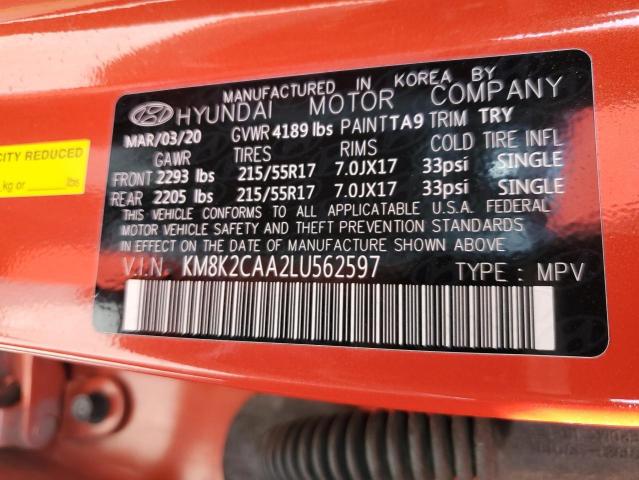 MANUFACTURED IN KOREA BY
HYUNDAI MOTOR COMPANY
MAR/03/20 GVWR 4189 lbs PAINT TA9 TRIM TRY
GAWR TIRES RIMS COLD TIRE INFL
FRONT 2293 lbs 215/55R17 7.0JX17 33psi SINGLE
REAR 2205 lbs 215/55R17 7.0JX17 33psi SINGLE
THIS VEHICLE CONFORMS TO ALL APPLICABLE U.S.A. FEDERAL
MOTOR VEHICLE SAFETY AND THEFT PREVENTION STANDARDS
IN EFFECT ON THE DATE OF MANUFACTURE SHOWN ABOVE.
V.I.N. KM8K2CAA2LU562597 TYPE : MPV
CITY REDUCED
kg or lbs